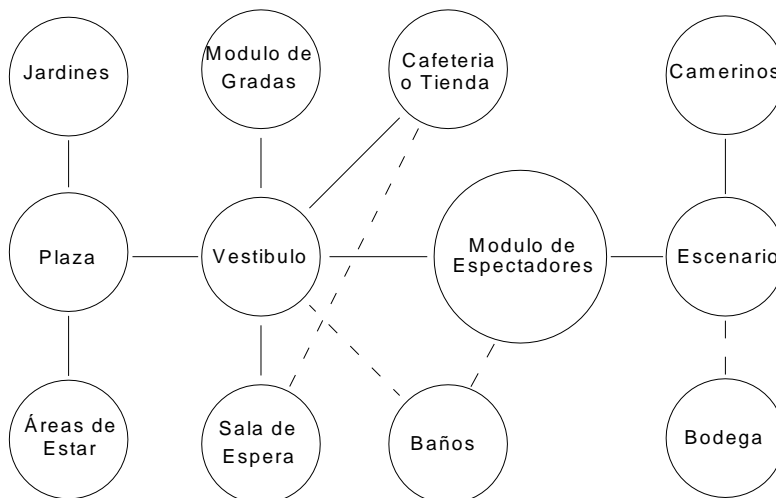 Jardines
Modulo de
Gradas
Cafeteria
o Tienda
Camerinos
Plaza
Vestibulo
Modulo de
Espectadores
Escenario
Áreas de
Estar
Sala de
Espera
Baños
Bodega